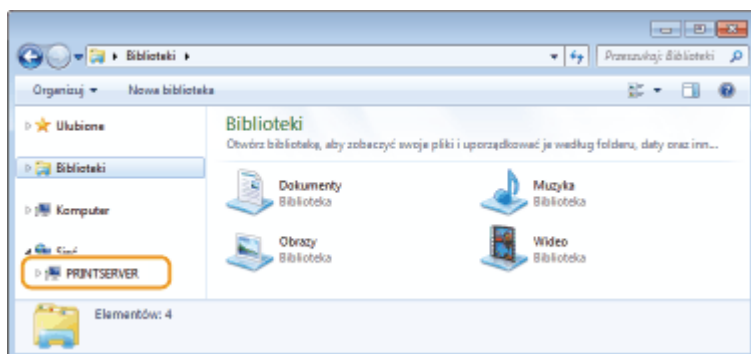 Biblioteki
Przeszukaj: Biblioteki
Organizuj
Nowa biblioteka
Ulubione
Biblioteki
Komputer
Sieć
PRINTSERVER
Biblioteki
Otwórz bibliotekę, aby zobaczyć swoje pliki i uporządkować je według folderu, daty oraz inn...
Dokumenty
Biblioteka
Muzyka
Biblioteka
Obrazy
Biblioteka
Wideo
Biblioteka
Elementów: 4